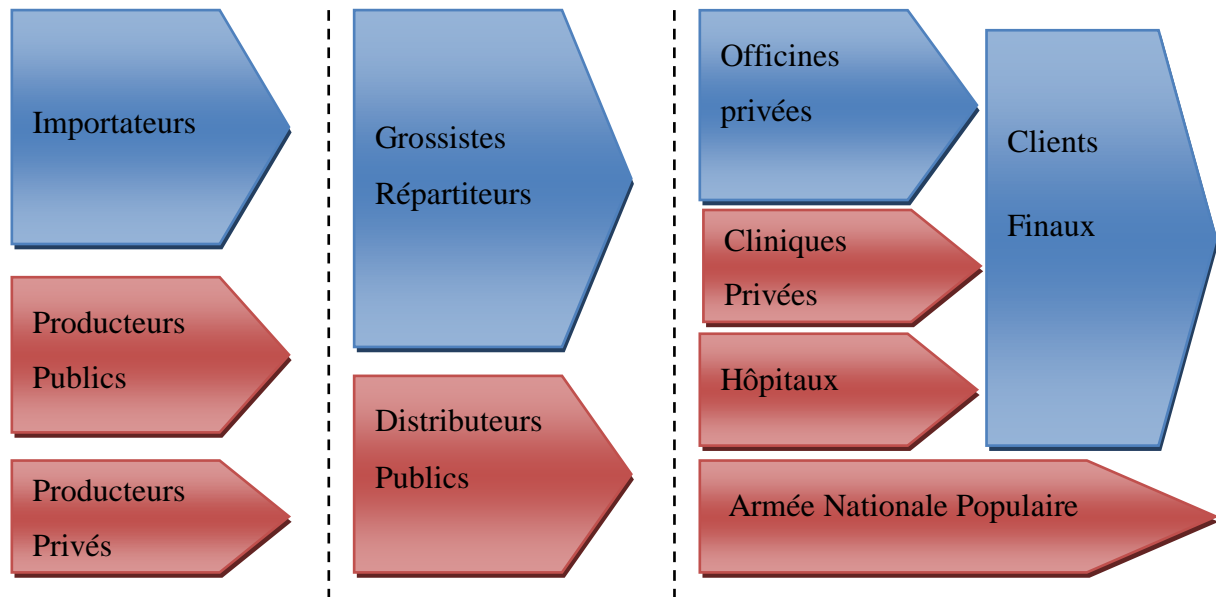 Importateurs
Producteurs
Publics
Producteurs
Privés
Grossistes
Répartiteurs
Distributeurs
Publics
Officines
privées
Cliniques
Privées
Hôpitaux
Clients
Finaux
Armée Nationale Populaire